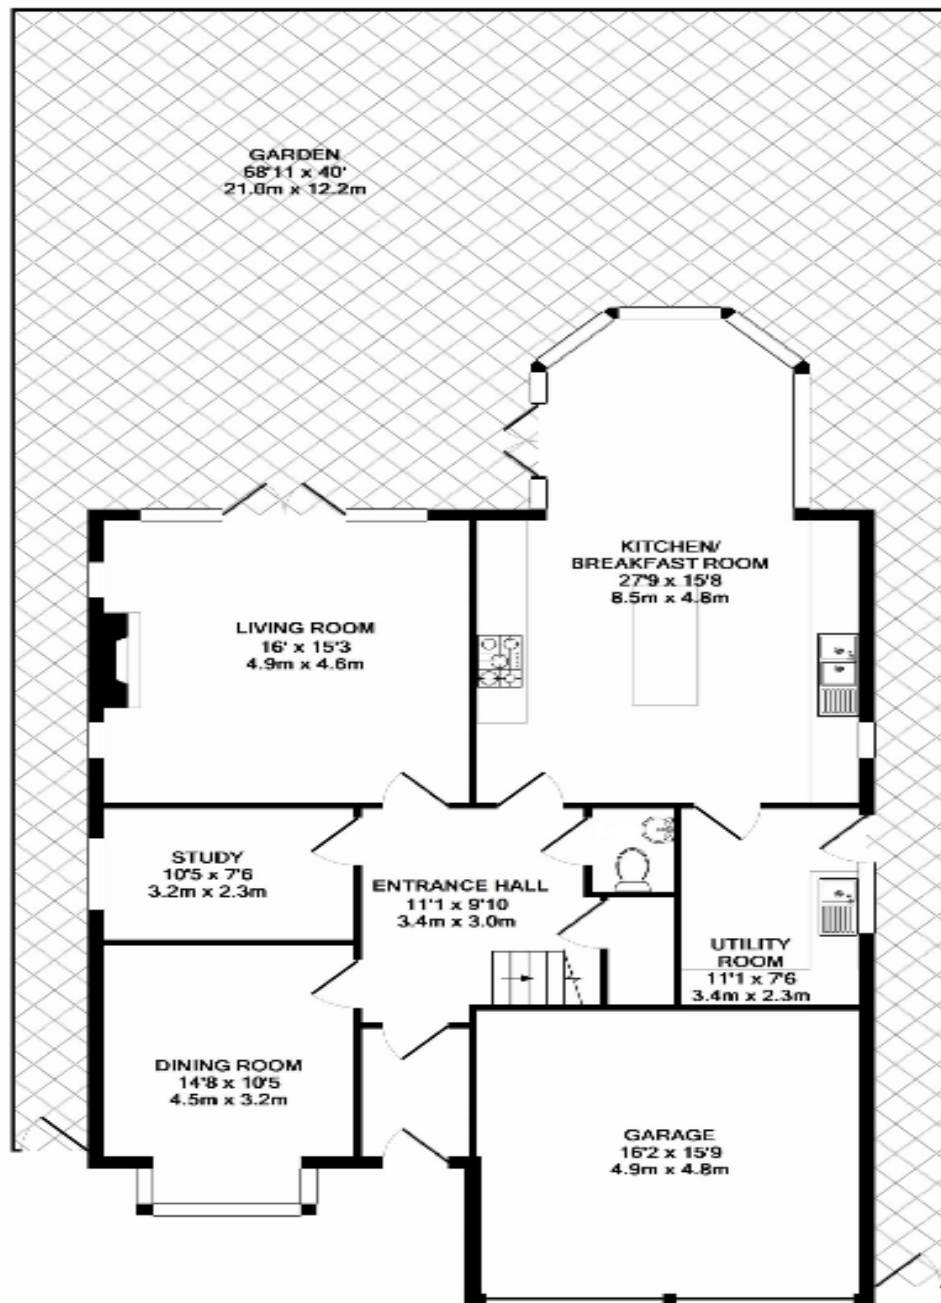 GARDEN
68'11 x 40'
21.0m x 12.2m
KITCHEN/
BREAKFAST ROOM
27'9 x 15'8
8.5m x 4.8m
LIVING ROOM
16' x 15'3
4.9m x 4.6m
STUDY
10'5 x 7'6
3.2m x 2.3m
ENTRANCE HALL
11'1 x 9'10
3.4m x 3.0m
UTILITY
ROOM
11'1 x 7'6
3.4m x 2.3m
DINING ROOM
14'8 x 10'5
4.5m x 3.2m
GARAGE
16'2 x 15'9
4.9m x 4.8m